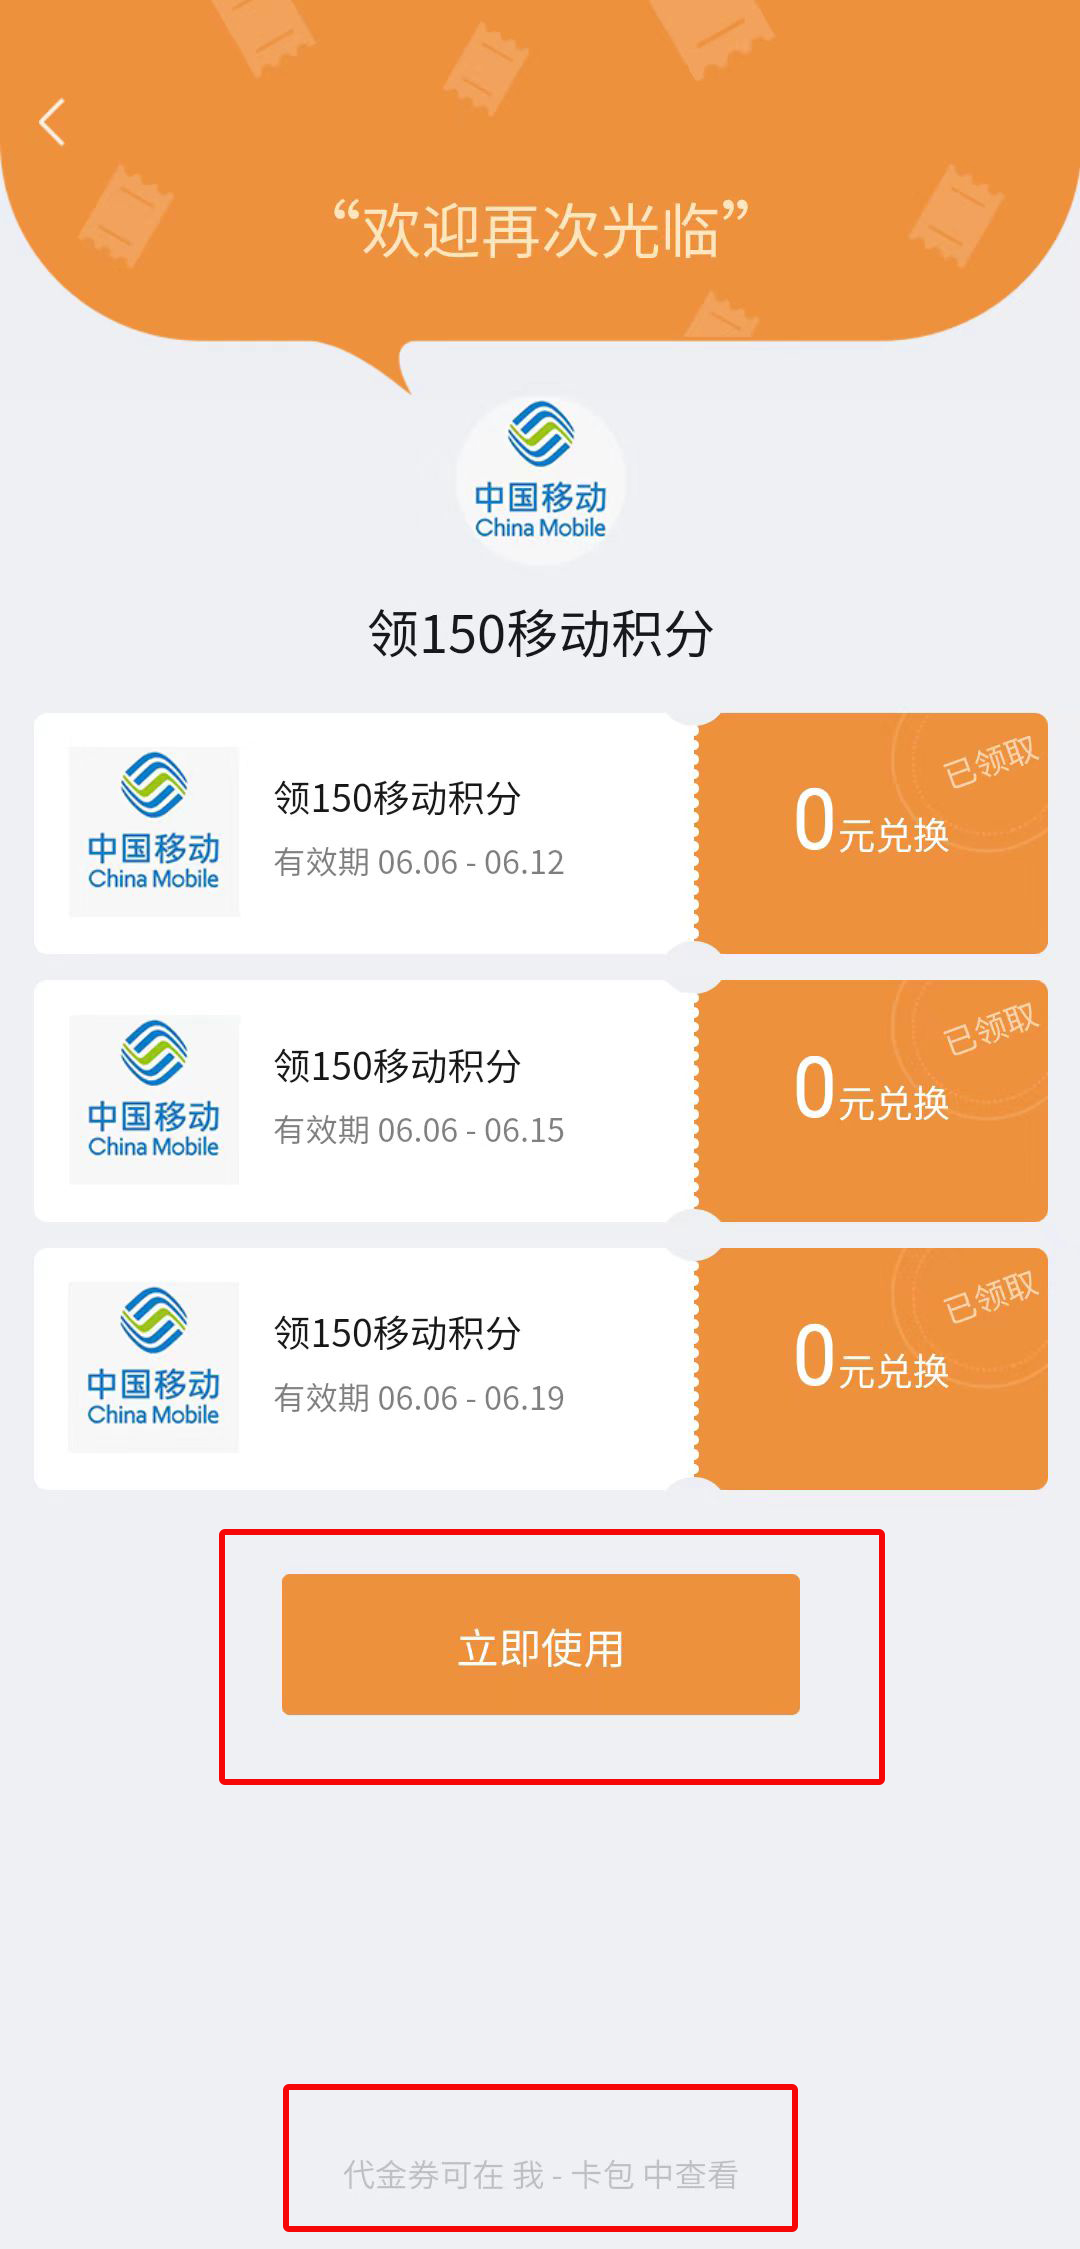 “欢迎再次光临”
中国移动
China Mobile
领150移动积分
中国移动
China Mobile
领150移动积分
有效期 06.06 - 06.12
0元兑换
已领取
中国移动
China Mobile
领150移动积分
有效期 06.06 - 06.15
0元兑换
已领取
中国移动
China Mobile
领150移动积分
有效期 06.06 - 06.19
0元兑换
已领取
立即使用
代金券可在 我 - 卡包 中查看